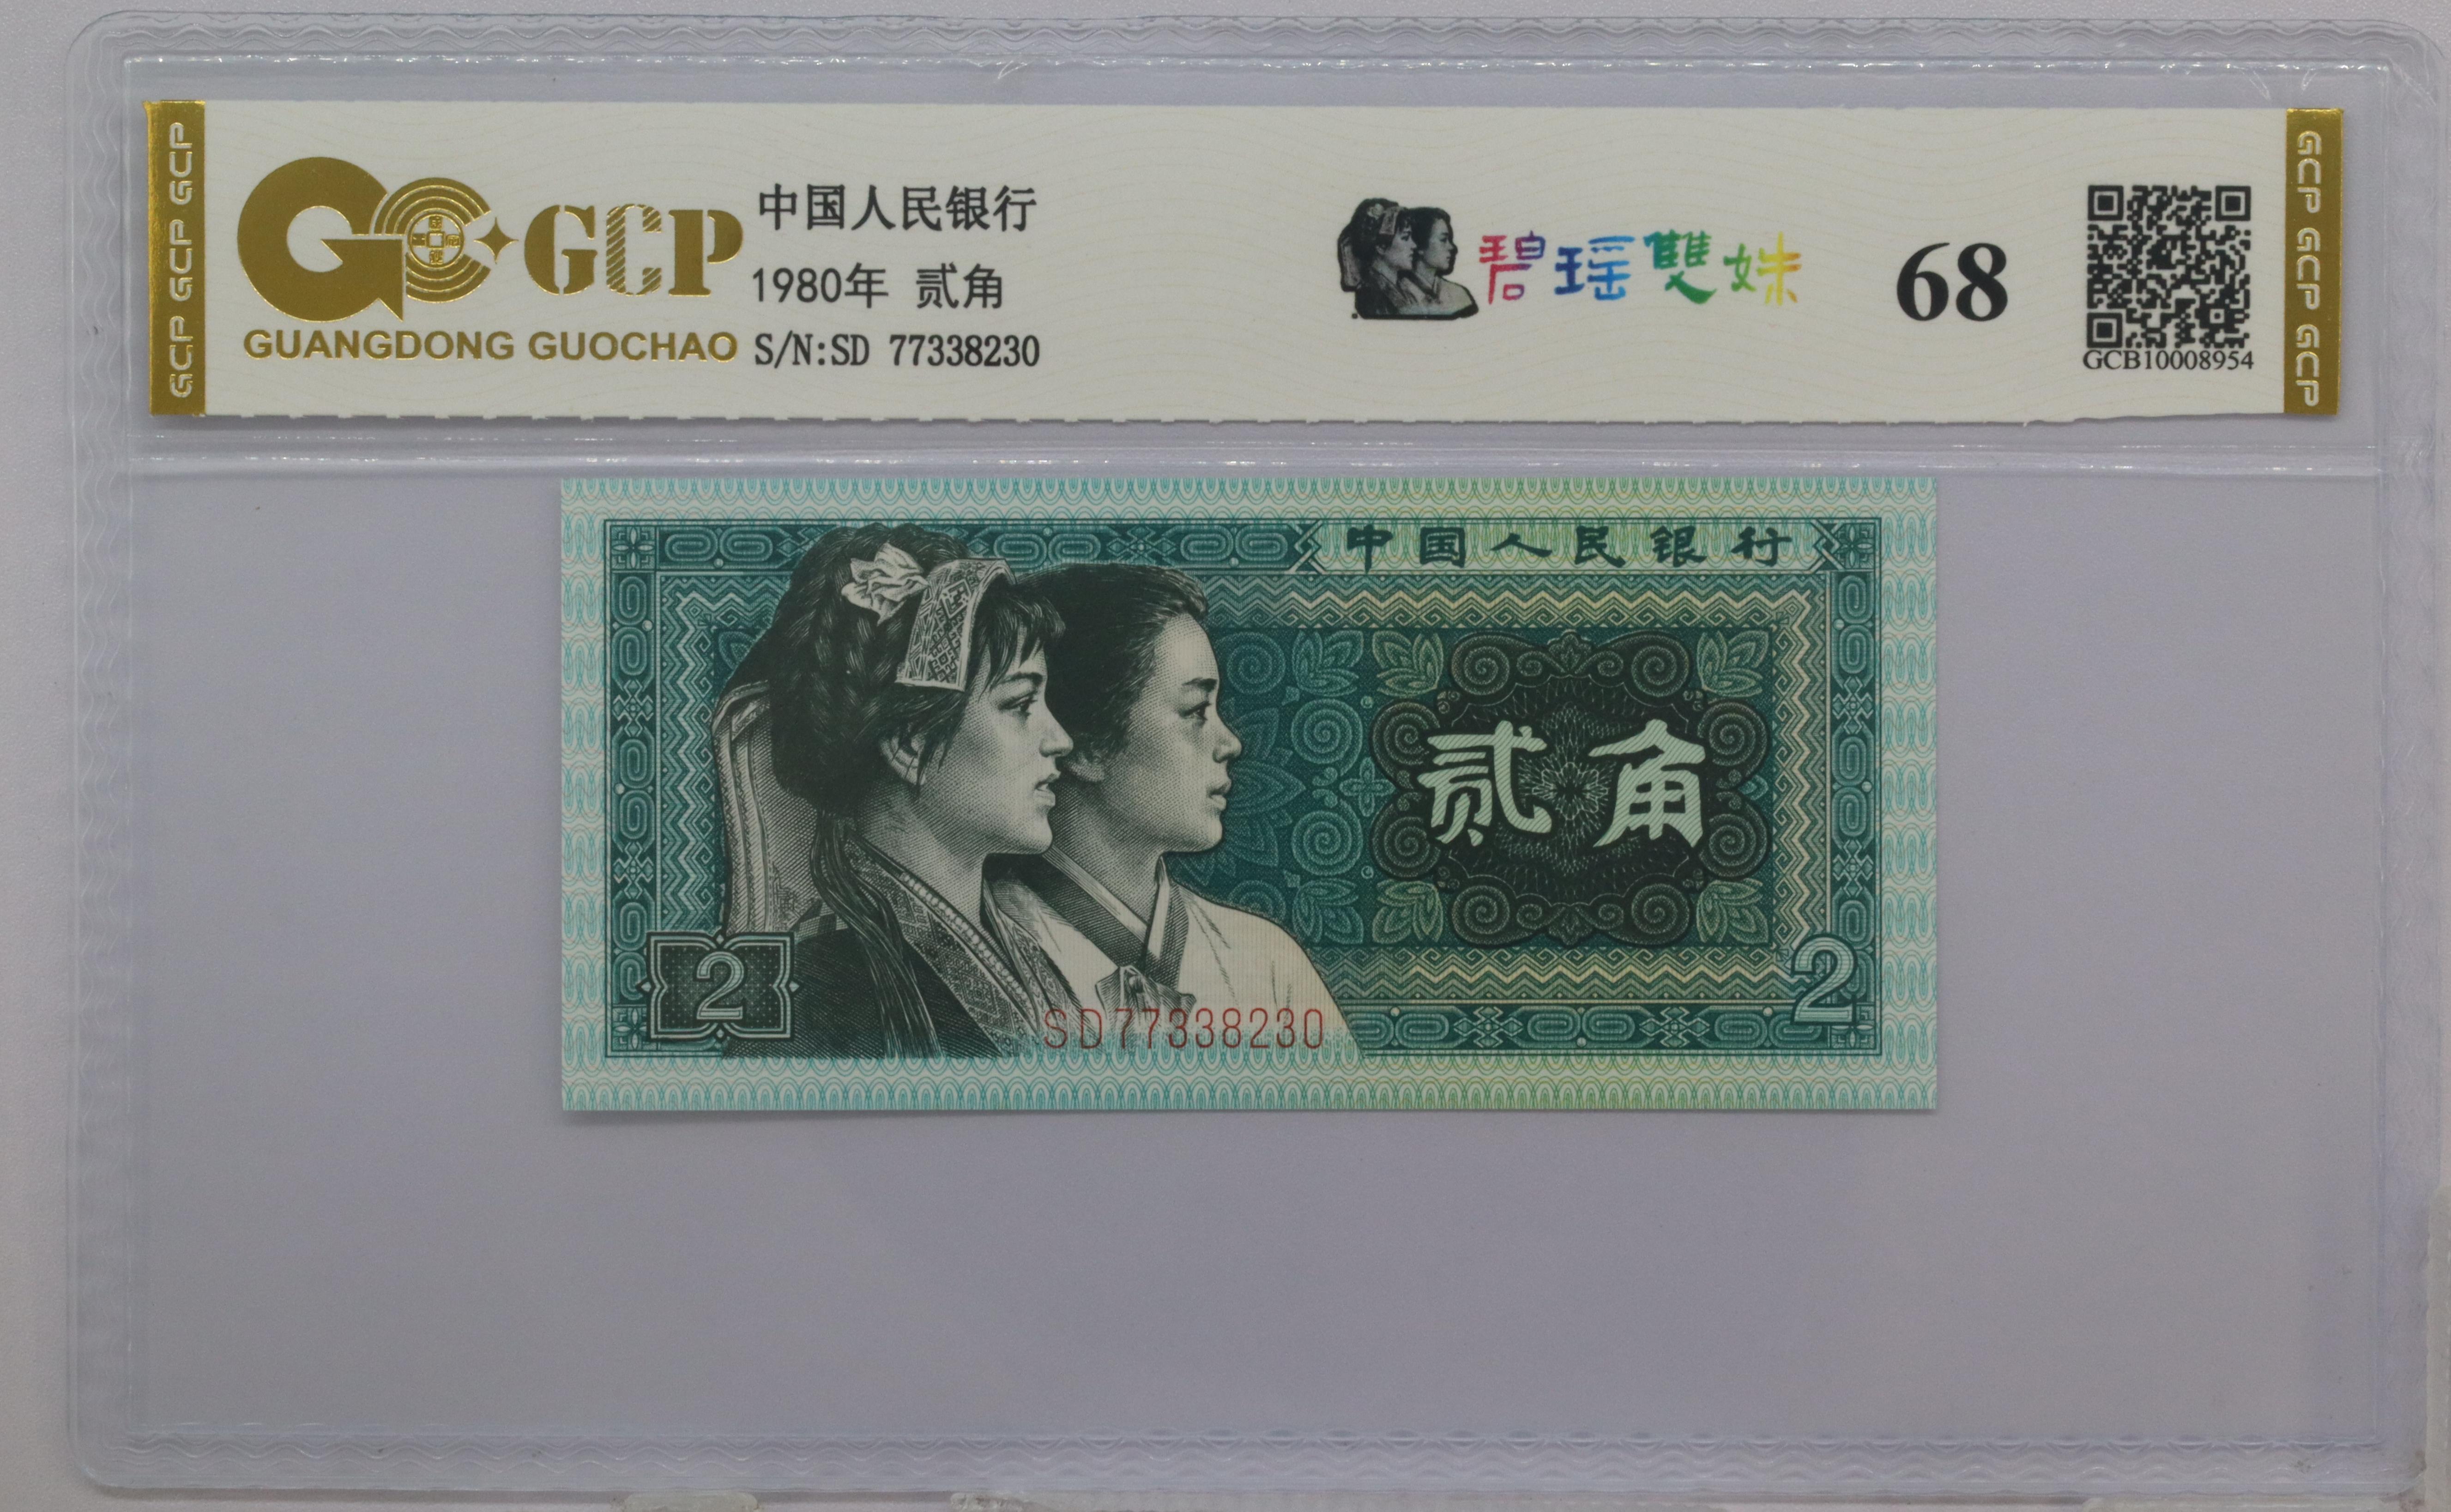 GCP GCP GCP
GCP
GUANGDONG GUOCHAO
中国人民银行
1980年 贰角
S/N:SD 77338230
碧瑶雙妹
68
GCB10008954
GCP GCP GCP
中国人民银行
贰角
2
2
SD77338230